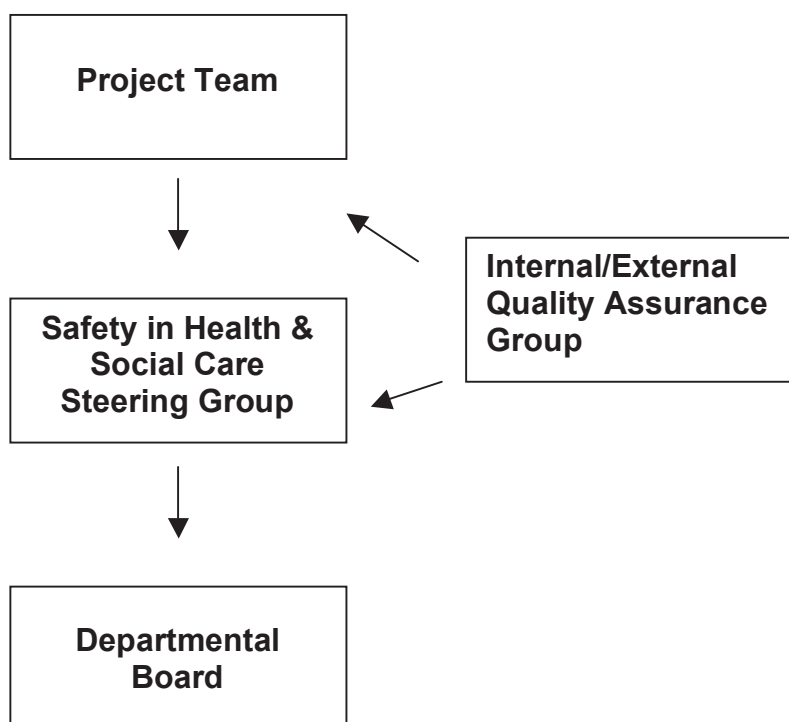 Project Team
Internal/External
Quality Assurance
Group
Safety in Health &
Social Care
Steering Group
Departmental
Board